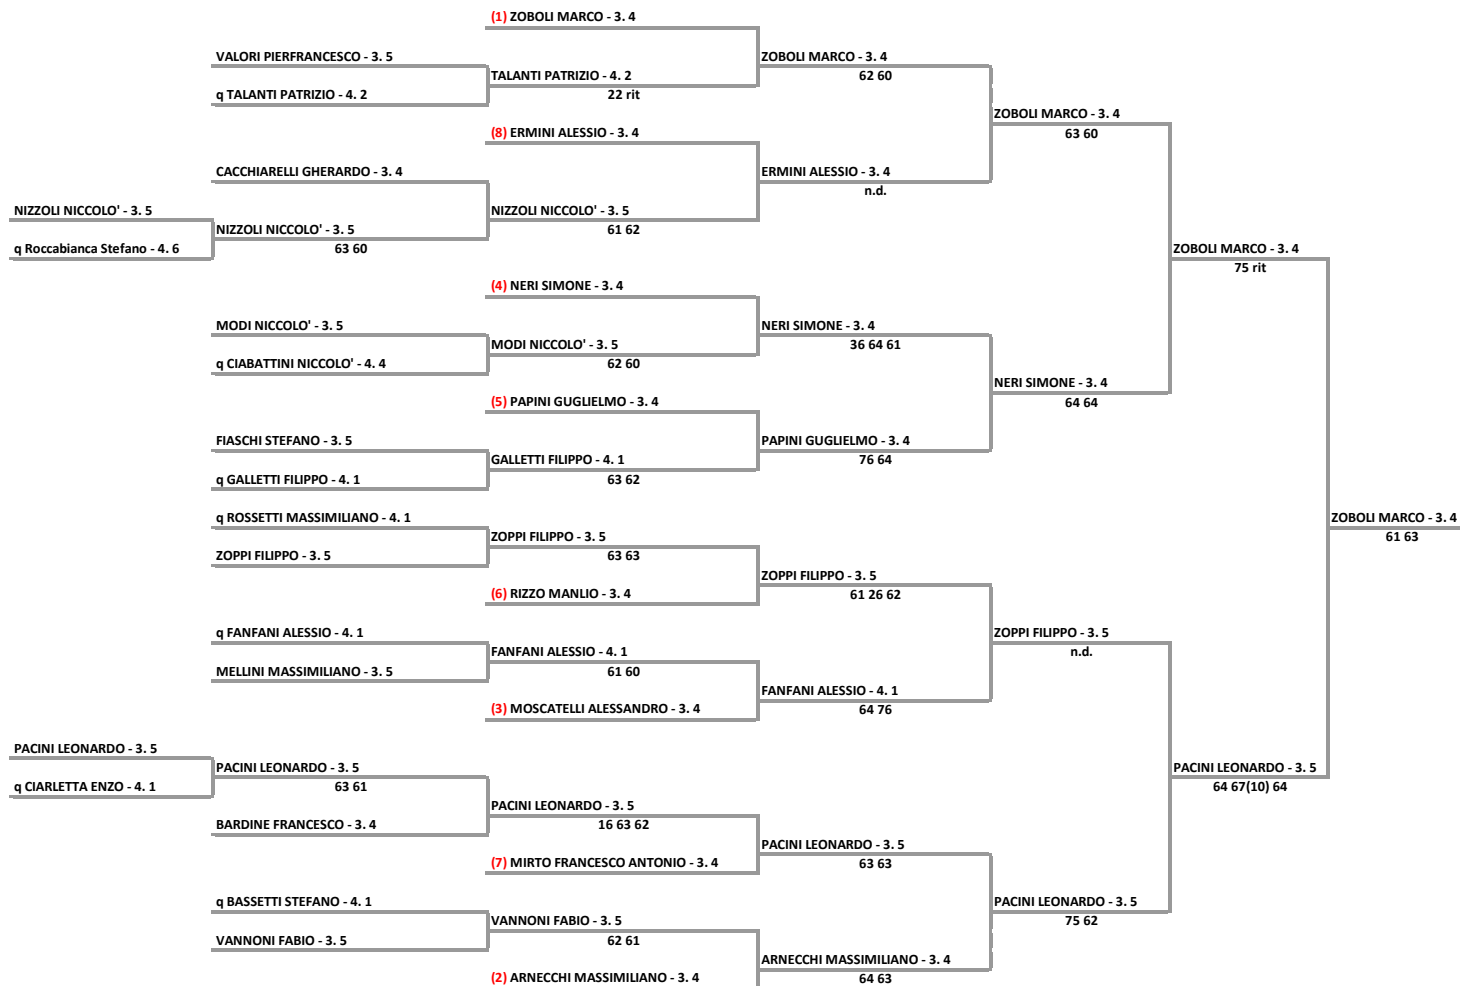 (1) ZOBOLI MARCO - 3. 4
VALORI PIERFRANCESCO - 3. 5
ZOBOLI MARCO - 3. 4
62 60
TALANTI PATRIZIO - 4. 2
22 rit
q TALANTI PATRIZIO - 4. 2
ZOBOLI MARCO - 3. 4
63 60
(8) ERMINI ALESSIO - 3. 4
CACCHIARELLI GHERARDO - 3. 4
ERMINI ALESSIO - 3. 4
n.d.
NIZZOLI NICCOLO' - 3. 5
NIZZOLI NICCOLO' - 3. 5
61 62
NIZZOLI NICCOLO' - 3. 5
63 60
q Roccabianca Stefano - 4. 6
ZOBOLI MARCO - 3. 4
75 rit
(4) NERI SIMONE - 3. 4
MODI NICCOLO' - 3. 5
NERI SIMONE - 3. 4
36 64 61
MODI NICCOLO' - 3. 5
62 60
q CIABATTINI NICCOLO' - 4. 4
NERI SIMONE - 3. 4
64 64
(5) PAPINI GUGLIELMO - 3. 4
FIASCHI STEFANO - 3. 5
PAPINI GUGLIELMO - 3. 4
76 64
GALLETTI FILIPPO - 4. 1
63 62
q GALLETTI FILIPPO - 4. 1
q ROSSETTI MASSIMILIANO - 4. 1
ZOBOLI MARCO - 3. 4
61 63
ZOPPI FILIPPO - 3. 5
63 63
ZOPPI FILIPPO - 3. 5
ZOPPI FILIPPO - 3. 5
61 26 62
(6) RIZZO MANLIO - 3. 4
q FANFANI ALESSIO - 4. 1
ZOPPI FILIPPO - 3. 5
n.d.
FANFANI ALESSIO - 4. 1
61 60
MELLINI MASSIMILIANO - 3. 5
FANFANI ALESSIO - 4. 1
64 76
(3) MOSCATELLI ALESSANDRO - 3. 4
PACINI LEONARDO - 3. 5
PACINI LEONARDO - 3. 5
63 61
PACINI LEONARDO - 3. 5
64 67(10) 64
q CIARLETTA ENZO - 4. 1
PACINI LEONARDO - 3. 5
16 63 62
BARDINE FRANCESCO - 3. 4
PACINI LEONARDO - 3. 5
63 63
(7) MIRTO FRANCESCO ANTONIO - 3. 4
q BASSETTI STEFANO - 4. 1
PACINI LEONARDO - 3. 5
75 62
VANNONI FABIO - 3. 5
62 61
VANNONI FABIO - 3. 5
ARNECCHI MASSIMILIANO - 3. 4
64 63
(2) ARNECCHI MASSIMILIANO - 3. 4